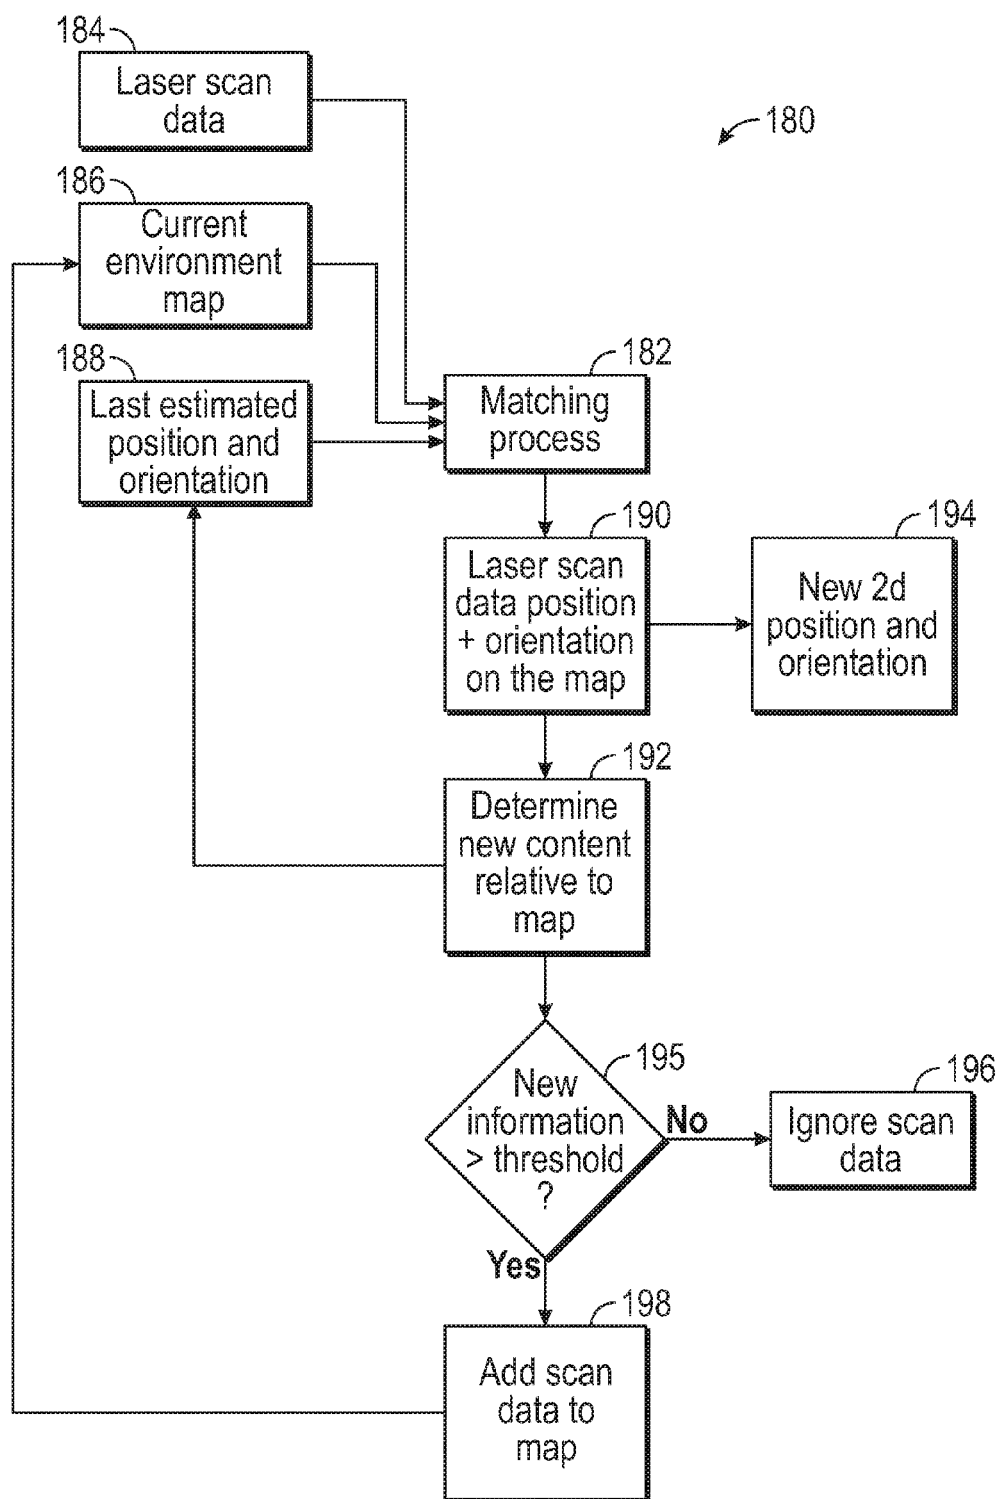 184
Laser scan
data
180
186
Current
environment
map
188
Last estimated
position and
orientation
182
Matching
process
190
Laser scan
data position
+ orientation
on the map
194
New 2d
position and
orientation
192
Determine
new content
relative to
map
195
New
information
> threshold
?
No
196
Ignore scan
data
Yes
198
Add scan
data to
map